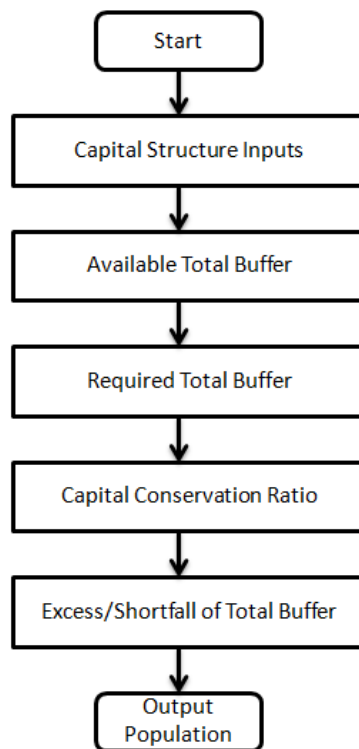 Start
Capital Structure Inputs
Available Total Buffer
Required Total Buffer
Capital Conservation Ratio
Excess/Shortfall of Total Buffer
Output
Population